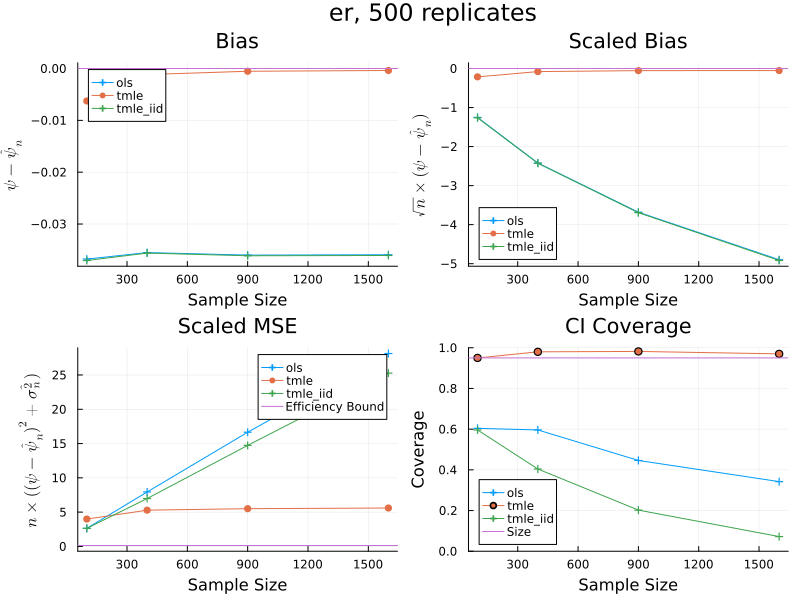 er, 500 replicates
Bias
0.00
−0.01
−0.02
−0.03
ψ − ψ̂ₙ
ols
tmle
tmle_iid
300 600 900 1200 1500
Sample Size
Scaled Bias
0
−1
−2
−3
−4
−5
√n × (ψ − ψ̂ₙ)
ols
tmle
tmle_iid
300 600 900 1200 1500
Sample Size
Scaled MSE
25
20
15
10
5
0
n × ((ψ − ψ̂ₙ)² + σₙ²)
ols
tmle
tmle_iid
Efficiency Bound
300 600 900 1200 1500
Sample Size
CI Coverage
1.0
0.8
0.6
0.4
0.2
0.0
Coverage
ols
tmle
tmle_iid
Size
300 600 900 1200 1500
Sample Size